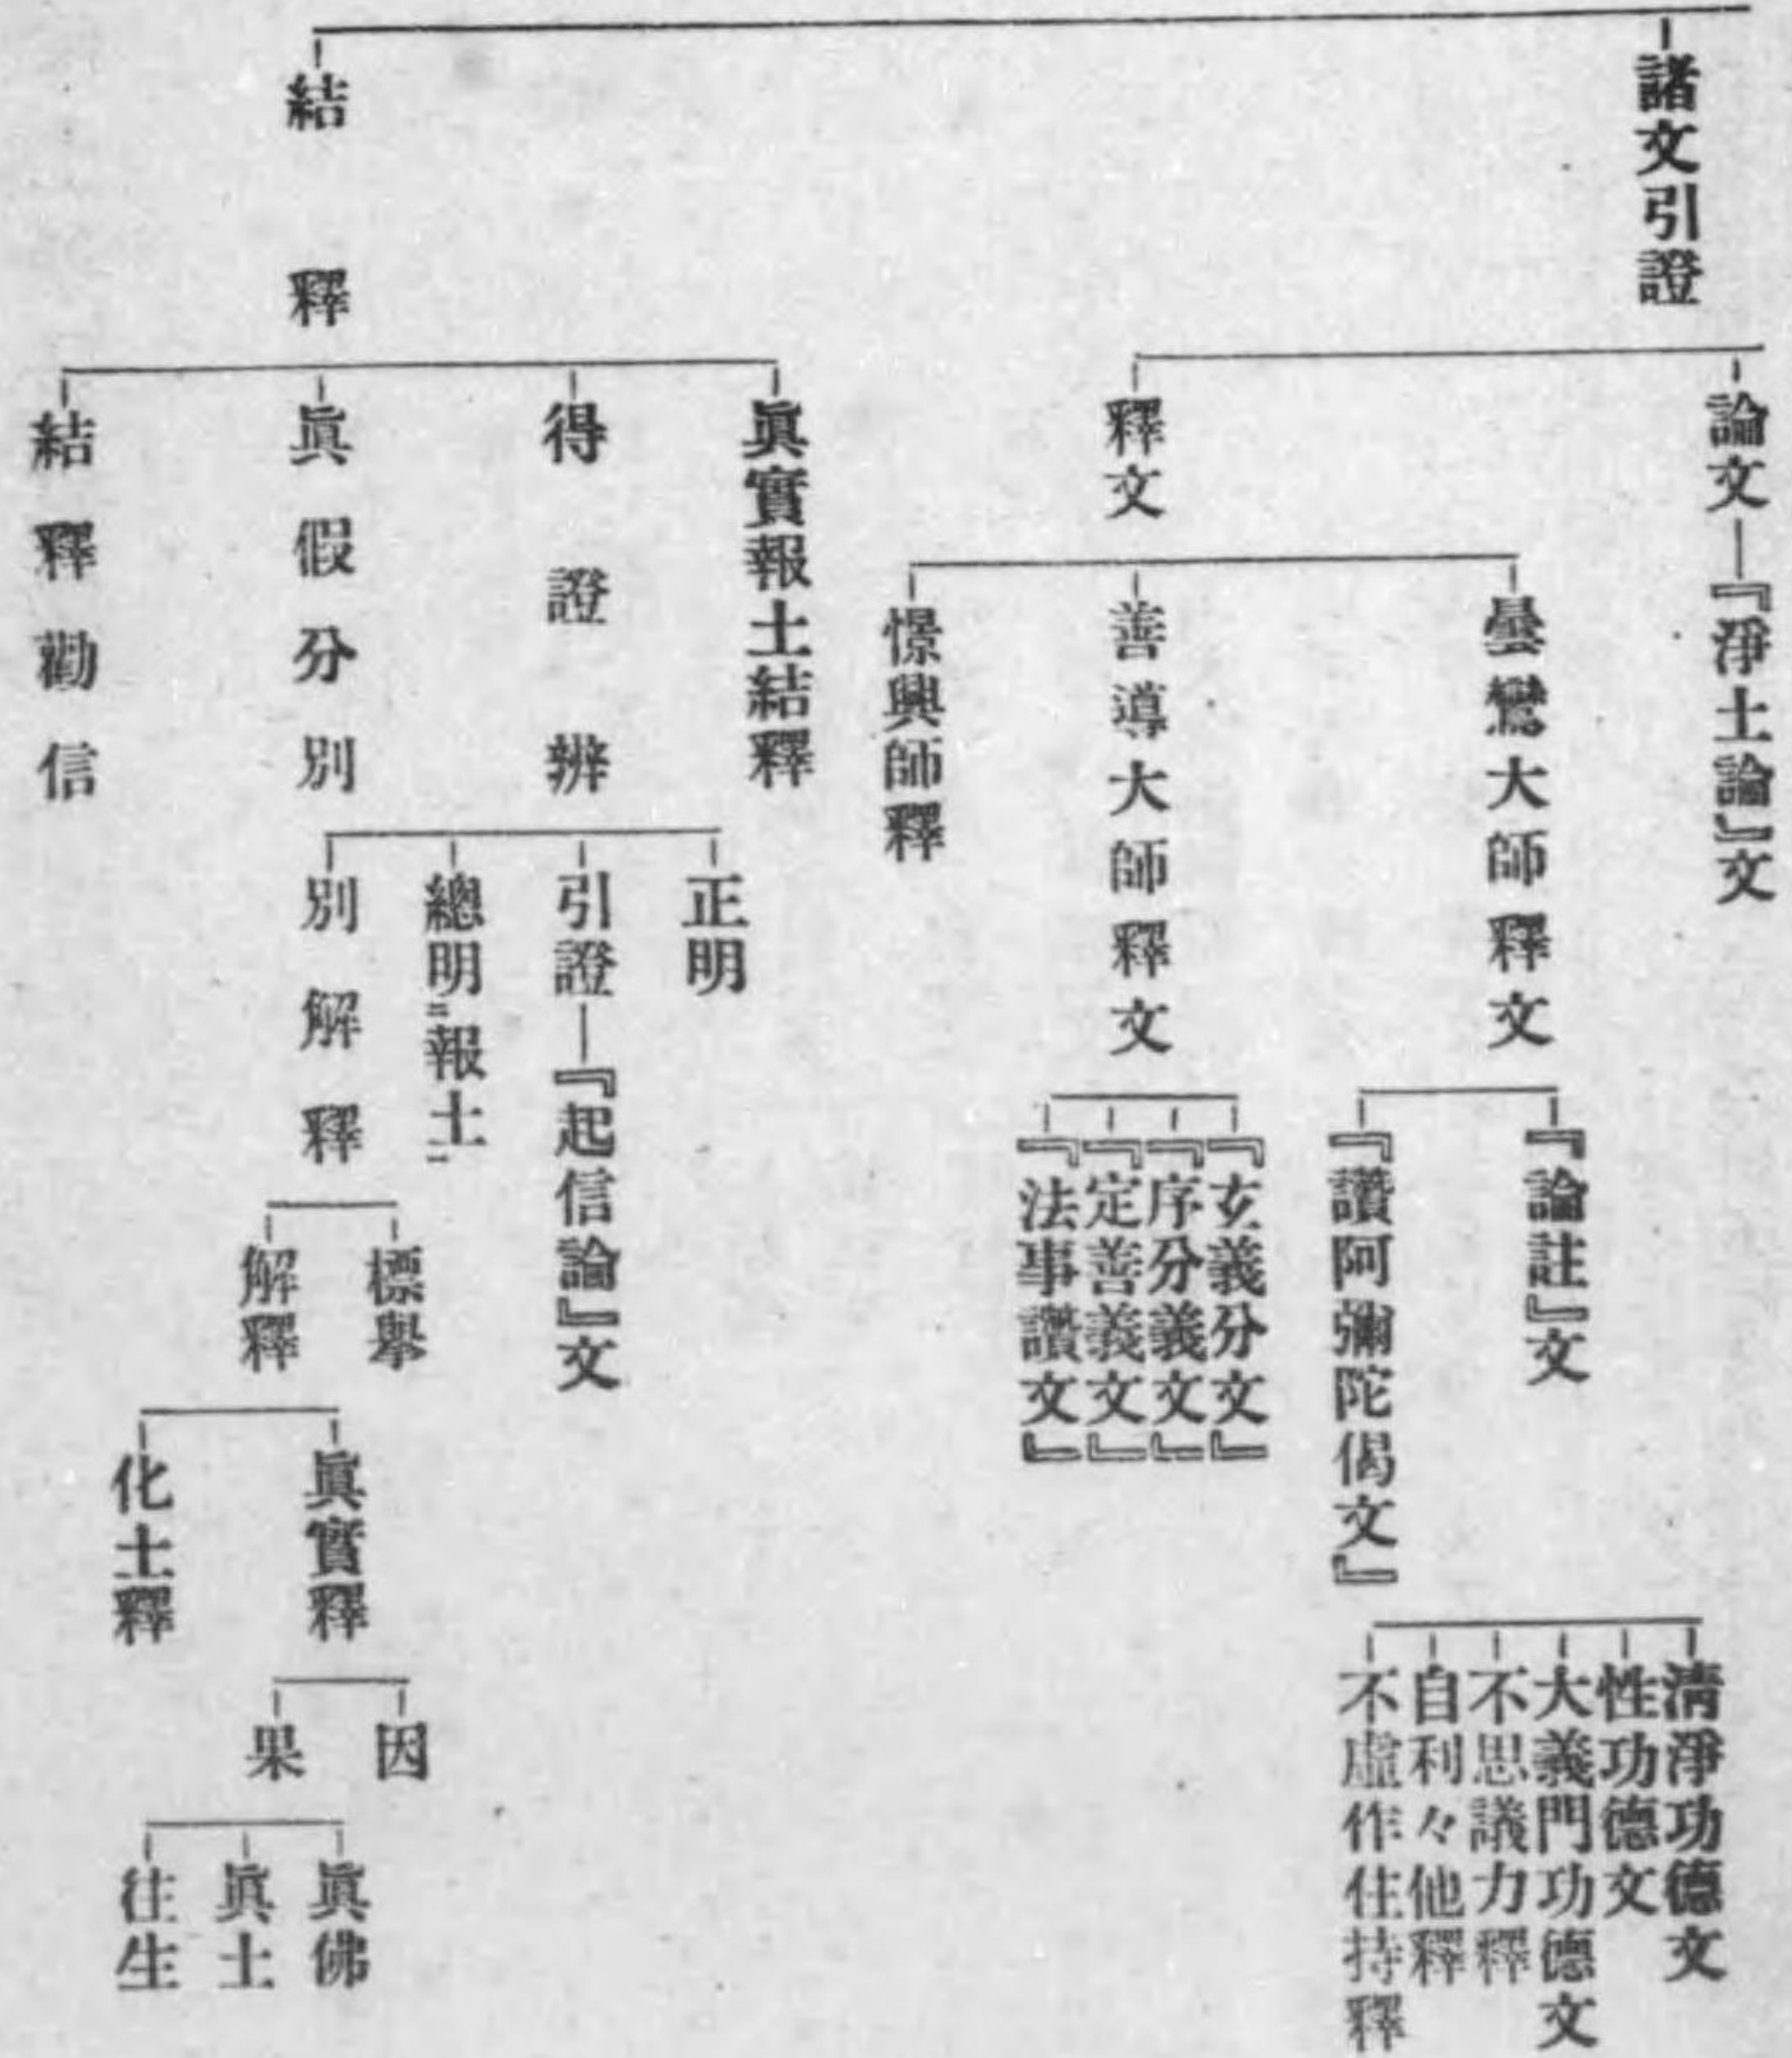 諸文引證
論文―『淨土論』文
釋文
曇鸞大師釋文
『論註』文
淸淨功德文
性功德文
大義門功德文
不思議力釋
自利々他釋
不虛作住持釋
『讚阿彌陀偈文』
善導大師釋文
『玄義分文』
『序分義文』
『定善義文』
『法事讚文』
憬興師釋
結釋
眞實報土結釋
得證辨
正明
引證―『起信論』文
總明〝報土〟
別解釋
標擧
解釋
眞實釋
因
果
眞佛
眞土
往生
化土釋
眞假分別
結釋勸信